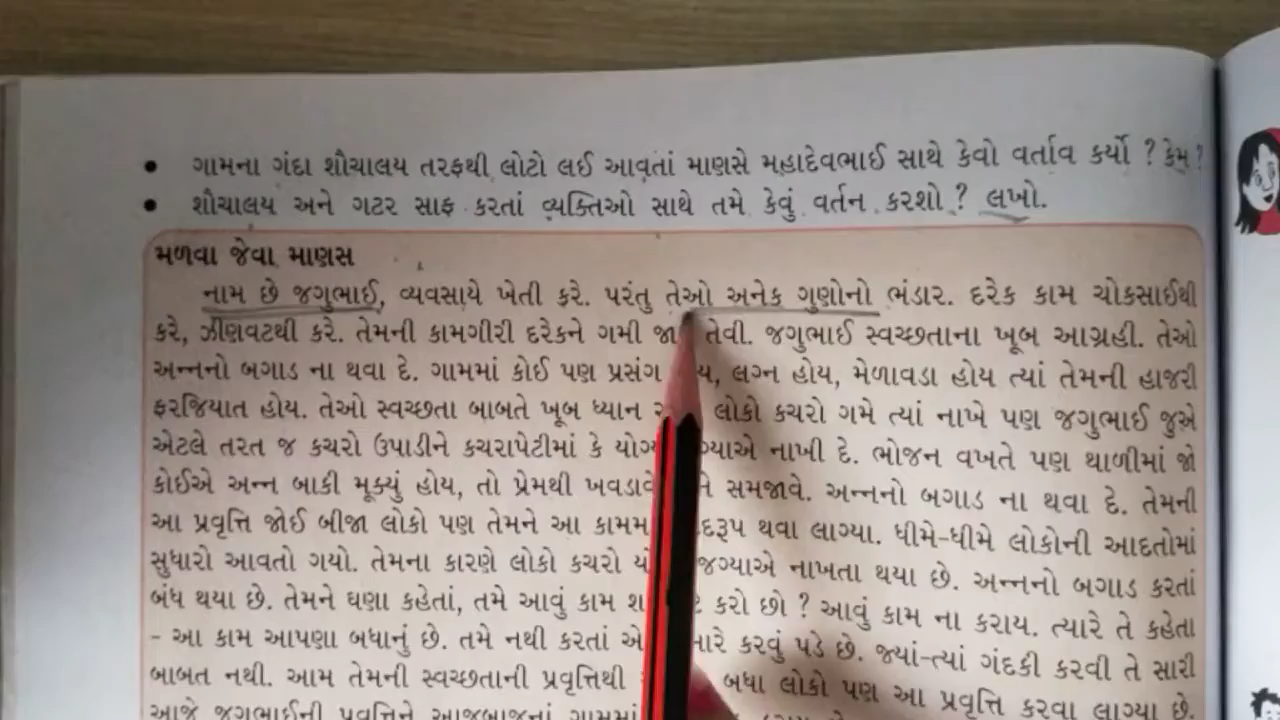 • ગામના ગંદા શૌચાલય તરફથી લોટો લઈ આવતાં માણસે મહાદેવભાઈ સાથે કેવો વર્તાવ કર્યો ? કેમ ?
• શૌચાલય અને ગટર સાફ કરતાં વ્યક્તિઓ સાથે તમે કેવું વર્તન કરશો ? લખો.
મળવા જેવા માણસ
નામ છે જગુભાઈ, વ્યવસાયે ખેતી કરે. પરંતુ તેઓ અનેક ગુણોનો ભંડાર. દરેક કામ ચોકસાઈથી
કરે, ઝીણવટથી કરે. તેમની કામગીરી દરેકને ગમી જા તેવી. જગુભાઈ સ્વચ્છતાના ખૂબ આગ્રહી. તેઓ
અન્નનો બગાડ ના થવા દે. ગામમાં કોઈ પણ પ્રસંગ લગ્ન હોય, મેળાવડા હોય ત્યાં તેમની હાજરી
ફરજિયાત હોય. તેઓ સ્વચ્છતા બાબતે ખૂબ ધ્યાન લોકો કચરો ગમે ત્યાં નાખે પણ જગુભાઈ જુએ
એટલે તરત જ કચરો ઉપાડીને કચરાપેટીમાં કે નાખી દે. ભોજન વખતે પણ થાળીમાં જો
કોઈએ અન્ન બાકી મૂક્યું હોય, તો પ્રેમથી સમજાવે. અન્નનો બગાડ ના થવા દે. તેમની
આ પ્રવૃત્તિ જોઈ બીજા લોકો પણ તેમને આ થવા લાગ્યા. ધીમે-ધીમે લોકોની આદતોમાં
સુધારો આવતો ગયો. તેમના કારણે લોકો કચરો જગ્યાએ નાખતા થયા છે. અન્નનો બગાડ કરતાં
બંધ થયા છે. તેમને ઘણા કહેતાં, તમે આવું કામ કરો છો ? આવું કામ ના કરાય. ત્યારે તે કહેતા
- આ કામ આપણા બધાનું છે. તમે નથી કરતાં કરવું પડે છે. જ્યાં-ત્યાં ગંદકી કરવી તે સારી
બાબત નથી. આમ તેમની સ્વચ્છતાની પ્રવૃત્તિથી બધા લોકો પણ આ પ્રવૃત્તિ કરવા લાગ્યા છે.
આજે જગુભાઈની પ્રવૃત્તિને આજુબાજુનાં